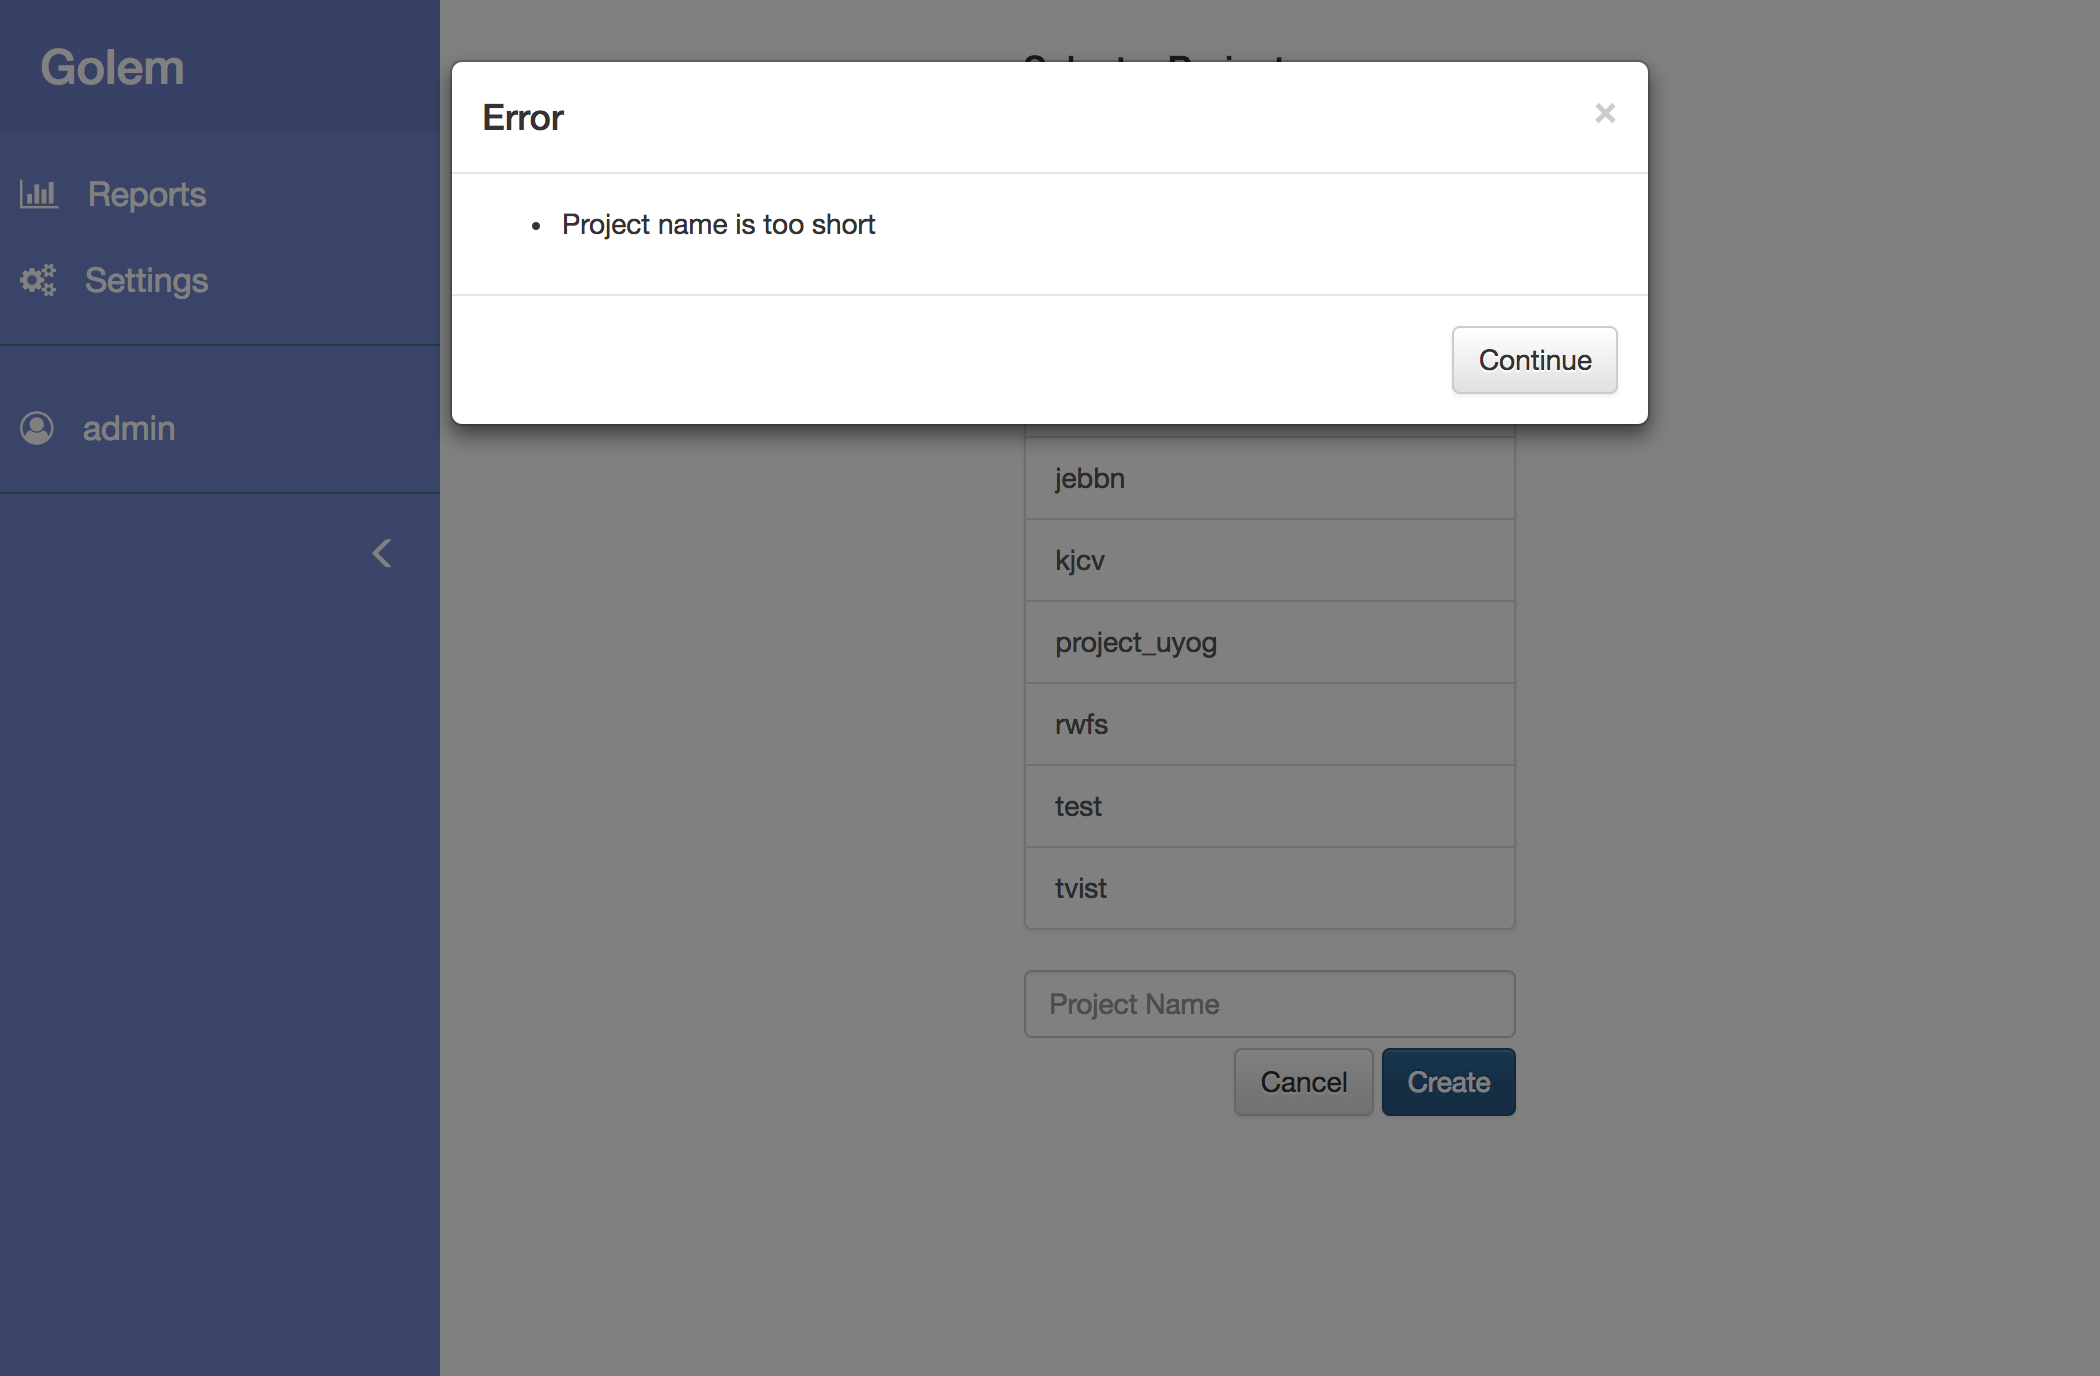 Golem
Reports
Settings
admin
Error
×
Project name is too short
Continue
jebbn
kjcv
project_uyog
rwfs
test
tvist
Project Name
Cancel
Create